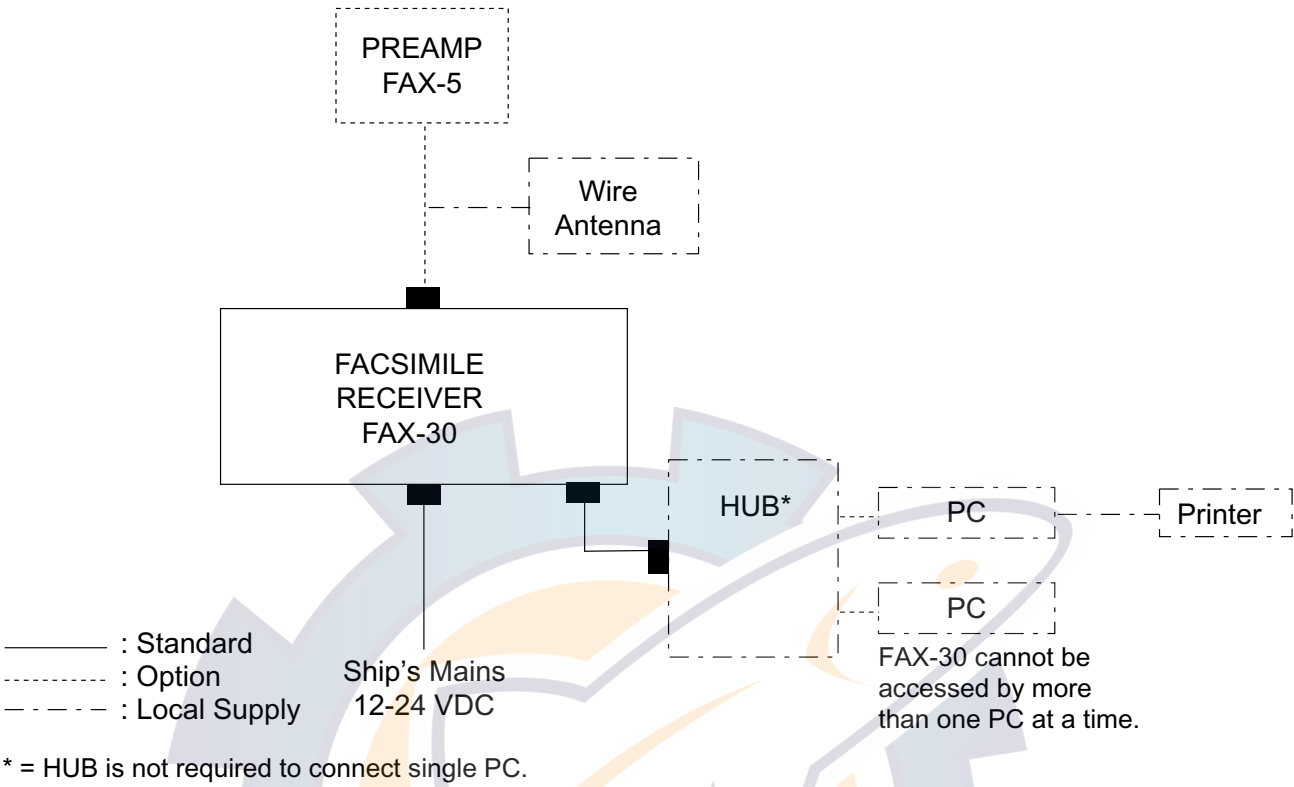 PREAMP
FAX-5
Wire
Antenna
FACSIMILE
RECEIVER
FAX-30
HUB*
PC
Printer
PC
FAX-30 cannot be
accessed by more
than one PC at a time.
: Standard
: Option
: Local Supply
Ship's Mains
12-24 VDC
* = HUB is not required to connect single PC.